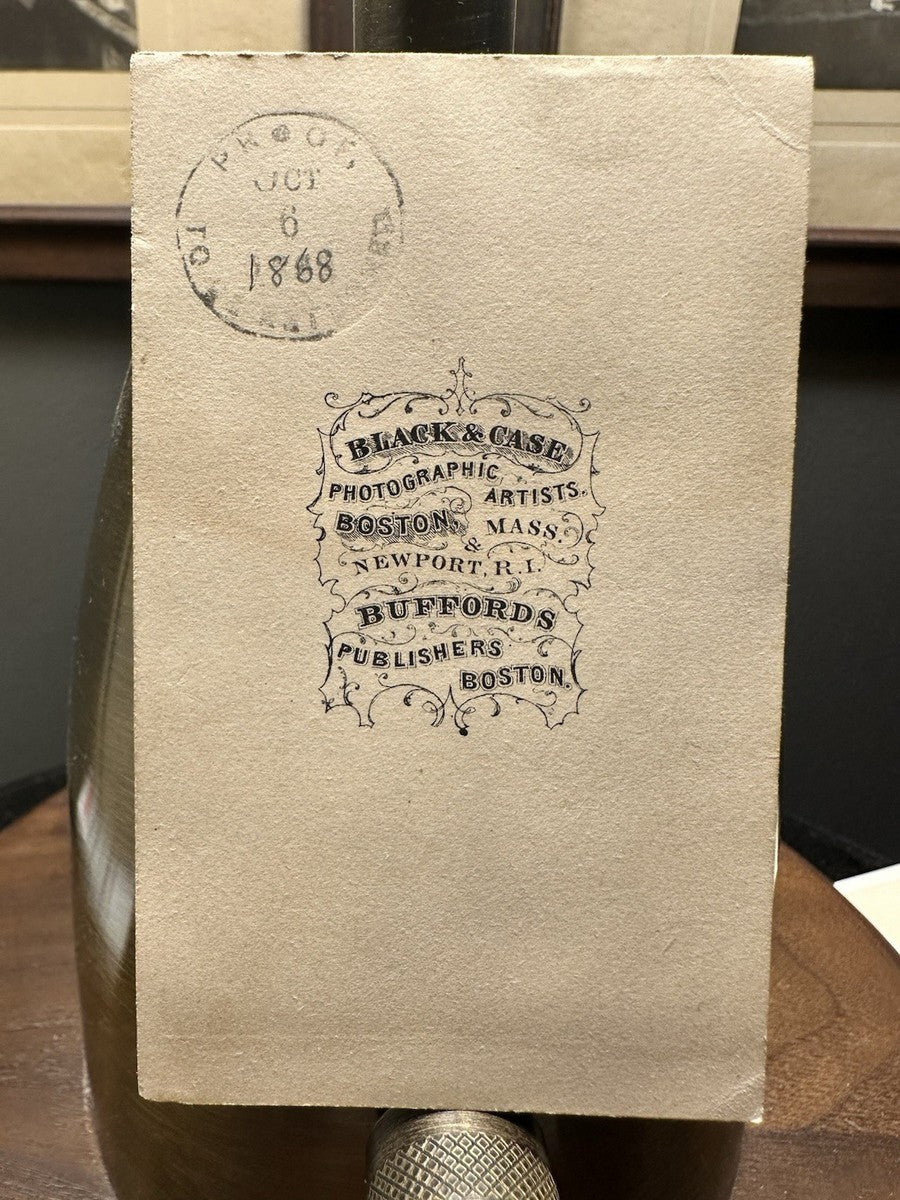 OCT
6
1868
BLACK & CASE
PHOTOGRAPHIC ARTISTS.
BOSTON, MASS.
&
NEWPORT, R.I.
BUFFORDS
PUBLISHERS
BOSTON.